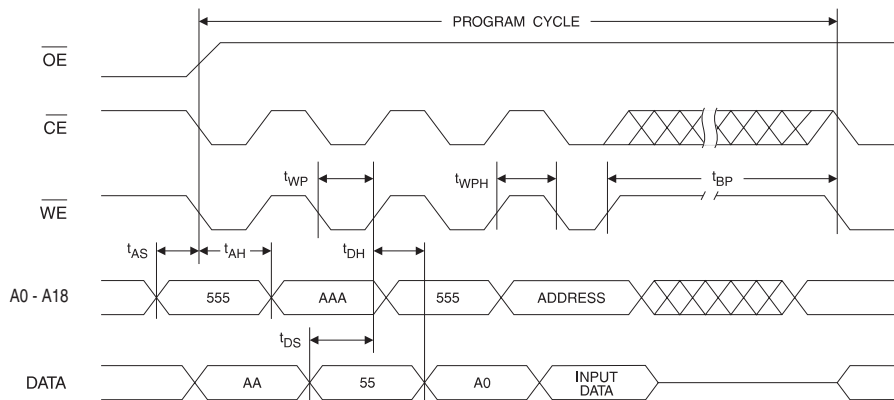 PROGRAM CYCLE
OE
CE
tWP
tWPH
tBP
WE
tAS
tAH
tDH
A0 - A18
555
AAA
555
ADDRESS
tDS
DATA
AA
55
A0
INPUT
DATA